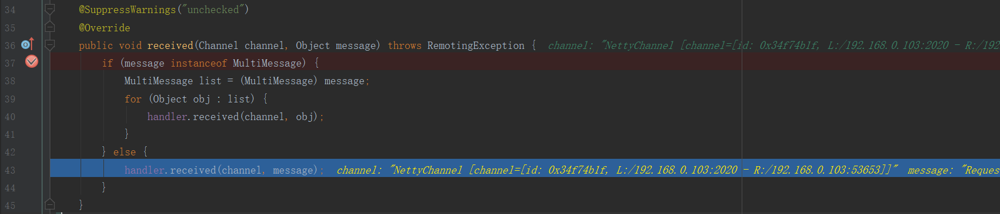 34 @SuppressWarnings("unchecked")
35 @Override
36 public void received(Channel channel, Object message) throws RemotingException { channel: "NettyChannel [channel=[id: 0x34f74b1f, L:/192.168.0.103:2020 - R:/192
37 if (message instanceof MultiMessage) {
38 MultiMessage list = (MultiMessage) message;
39 for (Object obj : list) {
40 handler.received(channel, obj);
41 }
42 } else {
43 handler.received(channel, message); channel: "NettyChannel [channel=[id: 0x34f74b1f, L:/192.168.0.103:2020 - R:/192.168.0.103:53653]]" message: "Reques
44 }
45 }